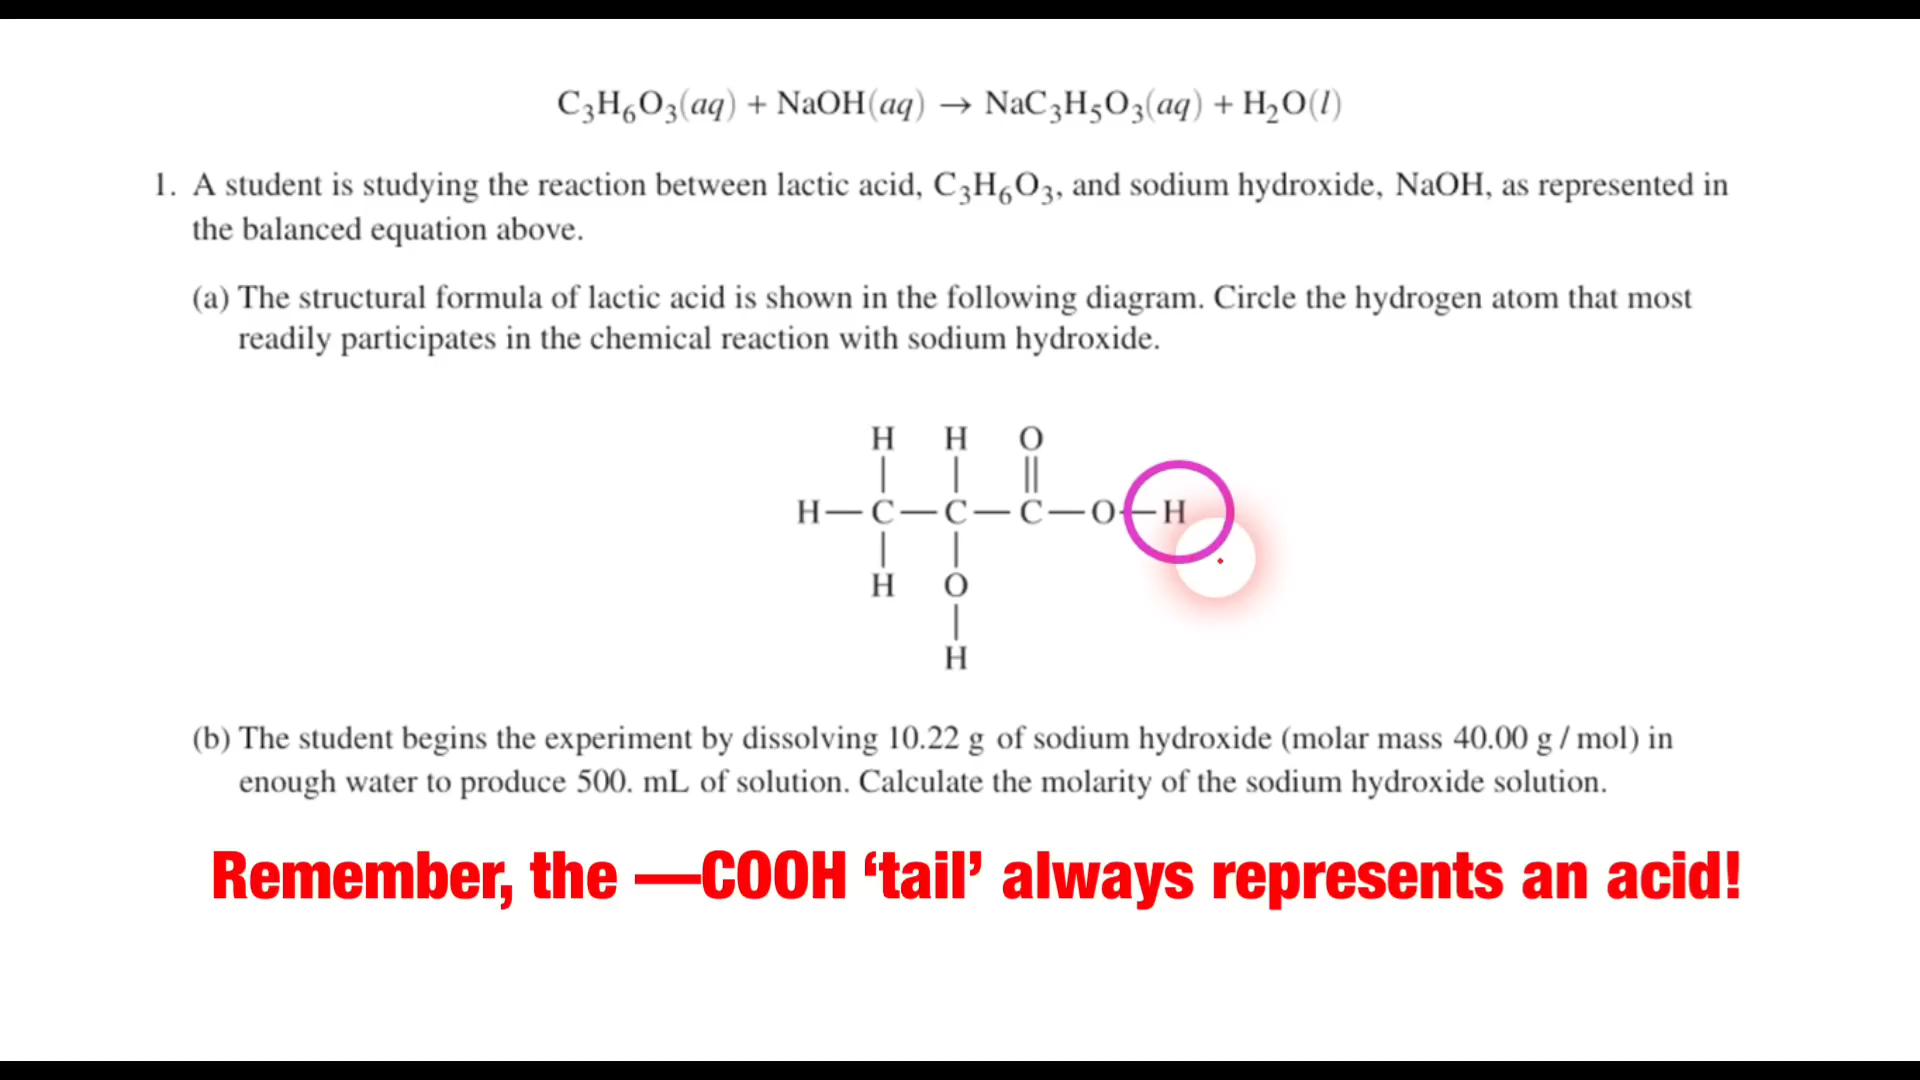 C₃H₆O₃(aq) + NaOH(aq) → NaC₃H₅O₃(aq) + H₂O(l)
1. A student is studying the reaction between lactic acid, C₃H₆O₃, and sodium hydroxide, NaOH, as represented in
the balanced equation above.
(a) The structural formula of lactic acid is shown in the following diagram. Circle the hydrogen atom that most
readily participates in the chemical reaction with sodium hydroxide.
H H O
| | ||
H—C—C—C—O—H
| |
H O
|
H
(b) The student begins the experiment by dissolving 10.22 g of sodium hydroxide (molar mass 40.00 g / mol) in
enough water to produce 500. mL of solution. Calculate the molarity of the sodium hydroxide solution.
Remember, the —COOH ‘tail’ always represents an acid!